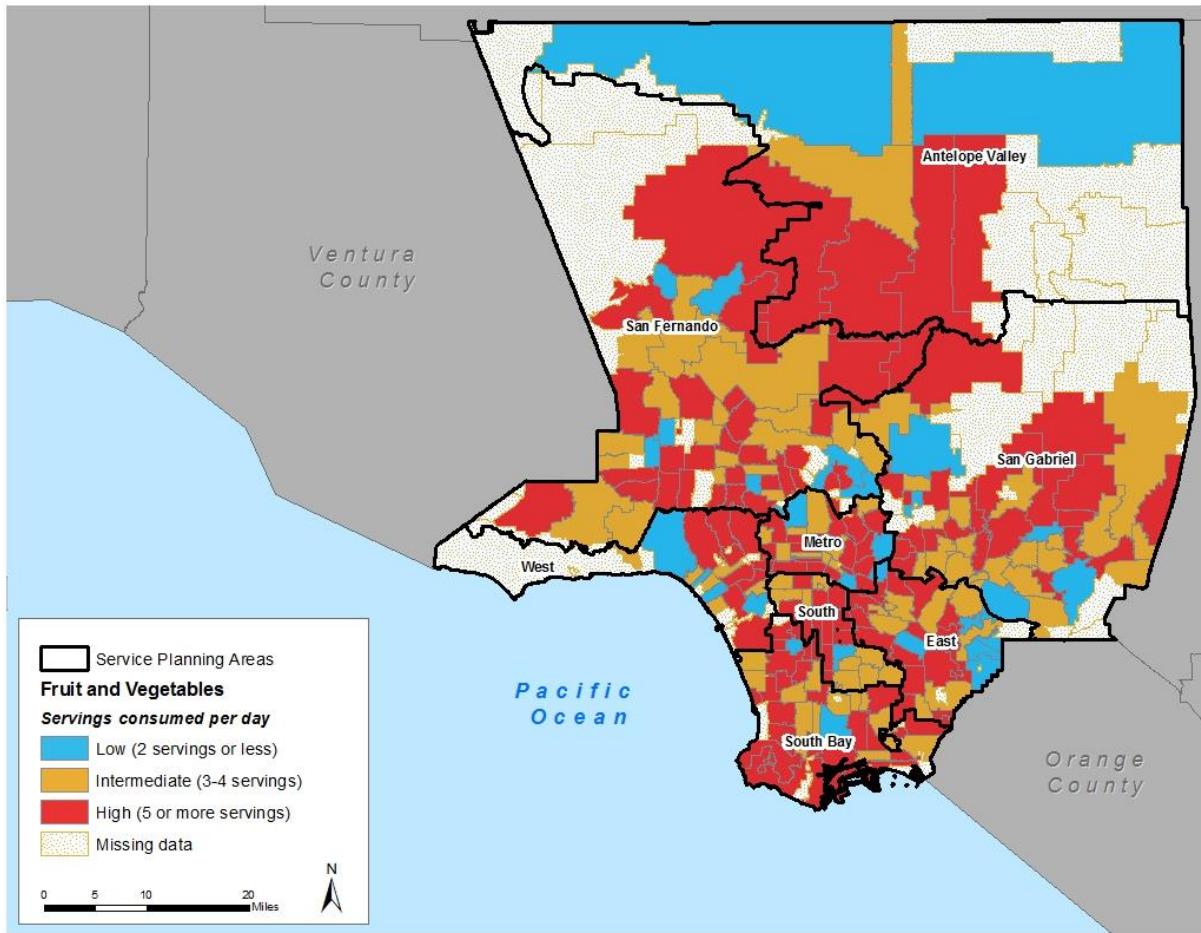 Antelope Valley
Ventura
County
San Fernando
San Gabriel
Metro
West
South
East
Pacific
Ocean
South Bay
Orange
County
Service Planning Areas
Fruit and Vegetables
Servings consumed per day
Low (2 servings or less)
Intermediate (3-4 servings)
High (5 or more servings)
Missing data
N
0 5 10 20
Miles